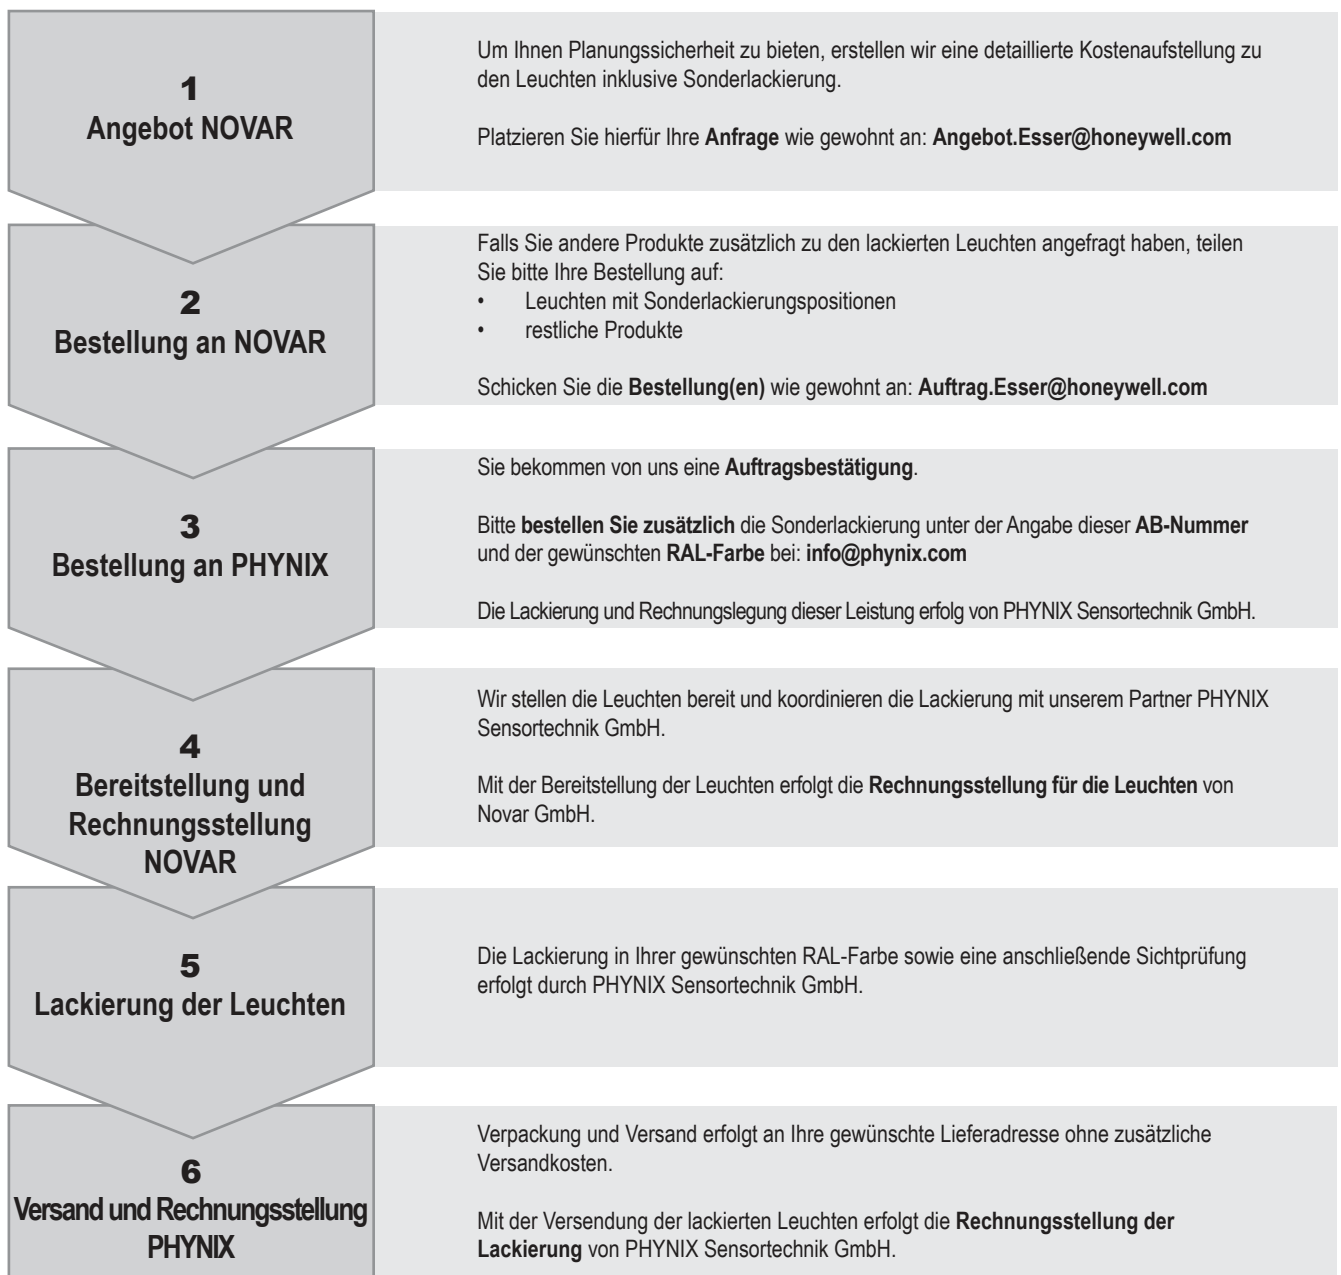 1
Angebot NOVAR
Um Ihnen Planungssicherheit zu bieten, erstellen wir eine detaillierte Kostenaufstellung zu
den Leuchten inklusive Sonderlackierung.
Platzieren Sie hierfür Ihre Anfrage wie gewohnt an: Angebot.Esser@honeywell.com
2
Bestellung an NOVAR
Falls Sie andere Produkte zusätzlich zu den lackierten Leuchten angefragt haben, teilen
Sie bitte Ihre Bestellung auf:
• Leuchten mit Sonderlackierungspositionen
• restliche Produkte
Schicken Sie die Bestellung(en) wie gewohnt an: Auftrag.Esser@honeywell.com
3
Bestellung an PHYNIX
Sie bekommen von uns eine Auftragsbestätigung.
Bitte bestellen Sie zusätzlich die Sonderlackierung unter der Angabe dieser AB-Nummer
und der gewünschten RAL-Farbe bei: info@phynix.com
Die Lackierung und Rechnungslegung dieser Leistung erfolg von PHYNIX Sensortechnik GmbH.
4
Bereitstellung und
Rechnungsstellung
NOVAR
Wir stellen die Leuchten bereit und koordinieren die Lackierung mit unserem Partner PHYNIX
Sensortechnik GmbH.
Mit der Bereitstellung der Leuchten erfolgt die Rechnungsstellung für die Leuchten von
Novar GmbH.
5
Lackierung der Leuchten
Die Lackierung in Ihrer gewünschten RAL-Farbe sowie eine anschließende Sichtprüfung
erfolgt durch PHYNIX Sensortechnik GmbH.
6
Versand und Rechnungsstellung
PHYNIX
Verpackung und Versand erfolgt an Ihre gewünschte Lieferadresse ohne zusätzliche
Versandkosten.
Mit der Versendung der lackierten Leuchten erfolgt die Rechnungsstellung der
Lackierung von PHYNIX Sensortechnik GmbH.